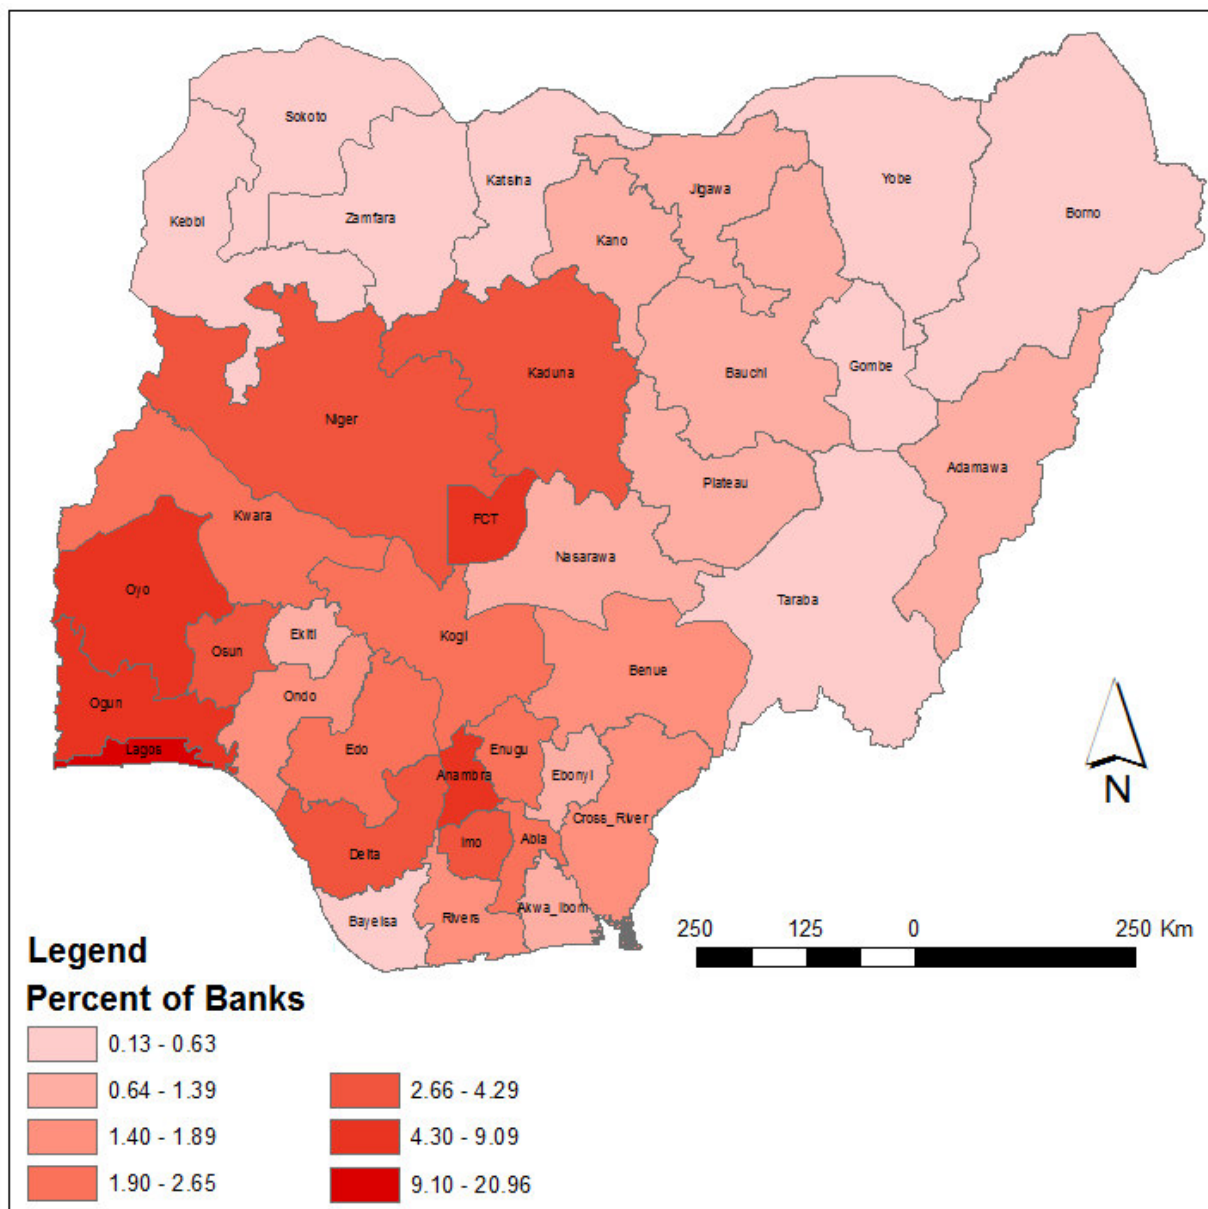 Sokoto
Katsina
Yobe
Jigawa
Borno
Kebbi
Zamfara
Kano
Gombe
Kaduna
Bauchi
Niger
Adamawa
Plateau
Kwara
FCT
Nasarawa
Oyo
Taraba
Ekiti
Kogi
Osun
Benue
Ondo
Ogun
Lagos
Edo
Enugu
Anambra
Ebonyi
Cross_River
Imo
Abia
Delta
Akwa_Ibom
Bayelsa
Rivers
N
250 125 0 250 Km
Legend
Percent of Banks
0.13 - 0.63
0.64 - 1.39
1.40 - 1.89
1.90 - 2.65
2.66 - 4.29
4.30 - 9.09
9.10 - 20.96